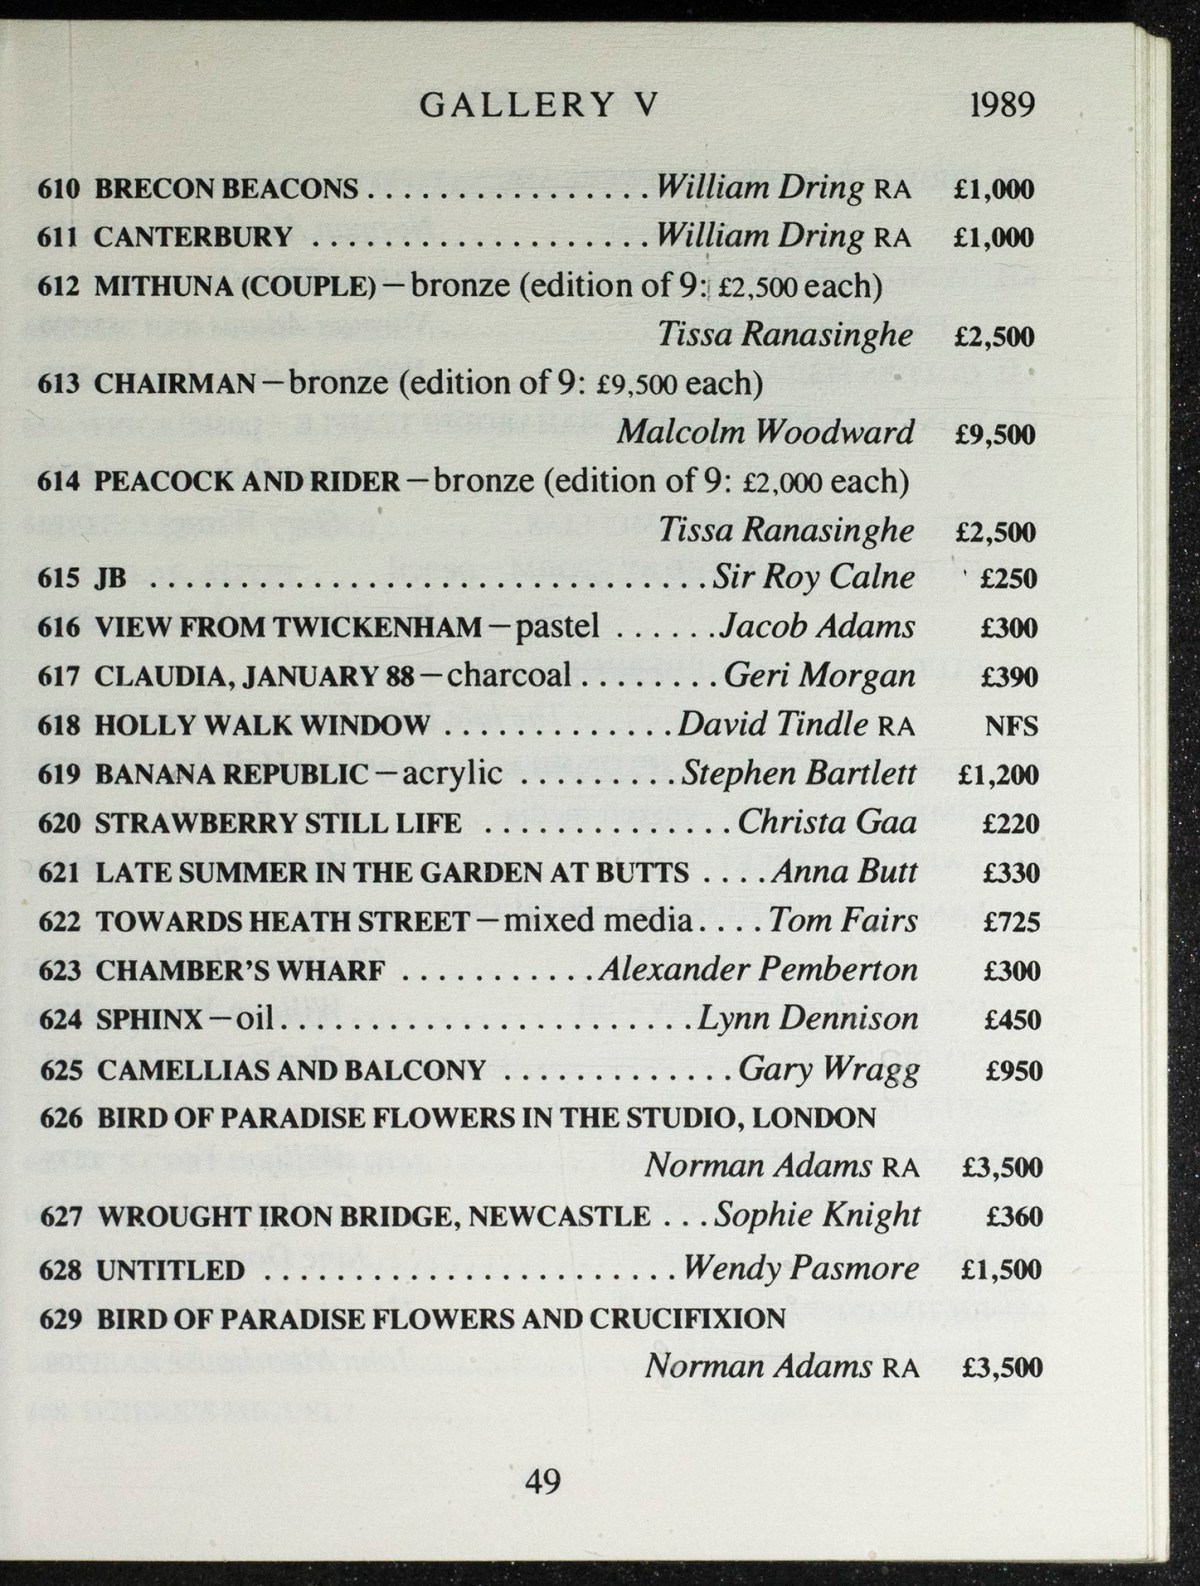 GALLERY V 1989
610 BRECON BEACONS................William Dring RA £1,000
611 CANTERBURY ...................William Dring RA £1,000
612 MITHUNA (COUPLE)—bronze (edition of 9: £2,500 each)
Tissa Ranasinghe £2,500
613 CHAIRMAN—bronze (edition of 9: £9,500 each)
Malcolm Woodward £9,500
614 PEACOCK AND RIDER—bronze (edition of 9: £2,000 each)
Tissa Ranasinghe £2,500
615 JB ...............................Sir Roy Calne £250
616 VIEW FROM TWICKENHAM—pastel ......Jacob Adams £300
617 CLAUDIA, JANUARY 88—charcoal........Geri Morgan £390
618 HOLLY WALK WINDOW .............David Tindle RA NFS
619 BANANA REPUBLIC—acrylic .........Stephen Bartlett £1,200
620 STRAWBERRY STILL LIFE ..............Christa Gaa £220
621 LATE SUMMER IN THE GARDEN AT BUTTS ....Anna Butt £330
622 TOWARDS HEATH STREET—mixed media....Tom Fairs £725
623 CHAMBER'S WHARF ...........Alexander Pemberton £300
624 SPHINX—oil.......................Lynn Dennison £450
625 CAMELLIAS AND BALCONY .............Gary Wragg £950
626 BIRD OF PARADISE FLOWERS IN THE STUDIO, LONDON
Norman Adams RA £3,500
627 WROUGHT IRON BRIDGE, NEWCASTLE ...Sophie Knight £360
628 UNTITLED .......................Wendy Pasmore £1,500
629 BIRD OF PARADISE FLOWERS AND CRUCIFIXION
Norman Adams RA £3,500
49